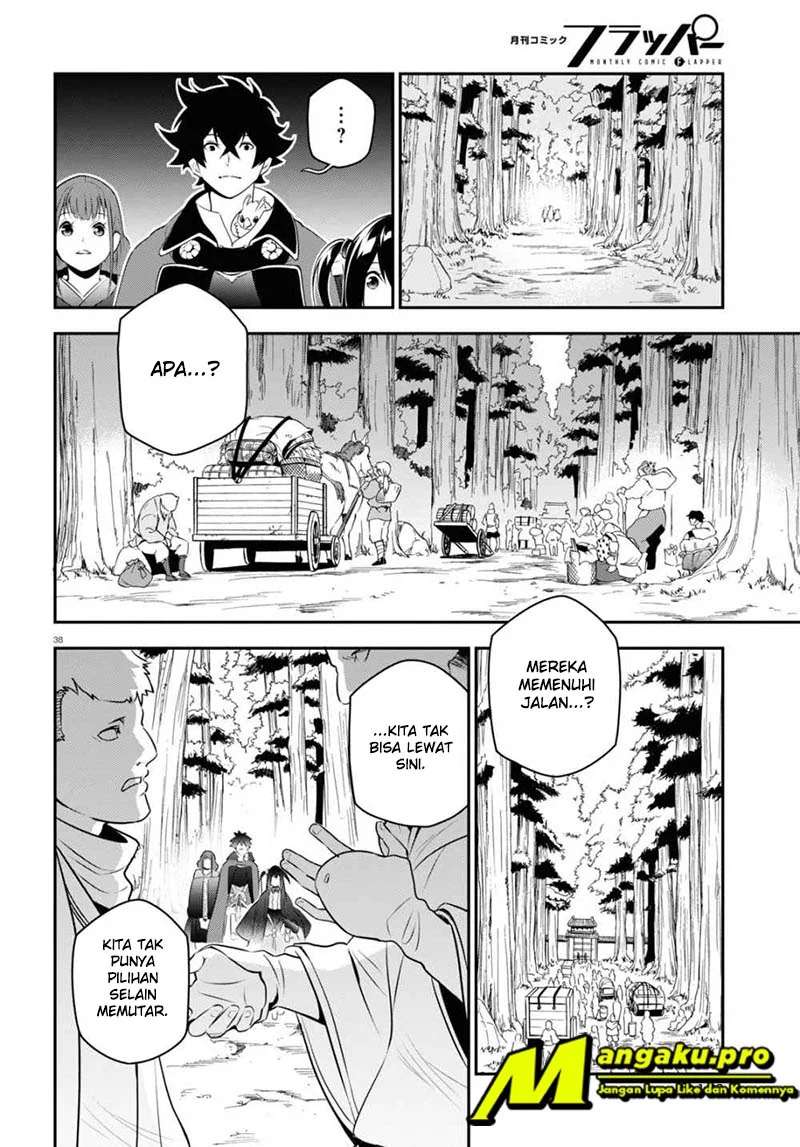 月刊コミック フラッパー
MONTHLY COMIC FLAPPER
…?
APA...?
38
MEREKA
MEMENUHI
JALAN...?
...KITA TAK
BISA LEWAT
SINI.
KITA TAK
PUNYA
PILIHAN
SELAIN
MEMUTAR.
Mangaku.pro
Jangan Lupa Like dan Komennya